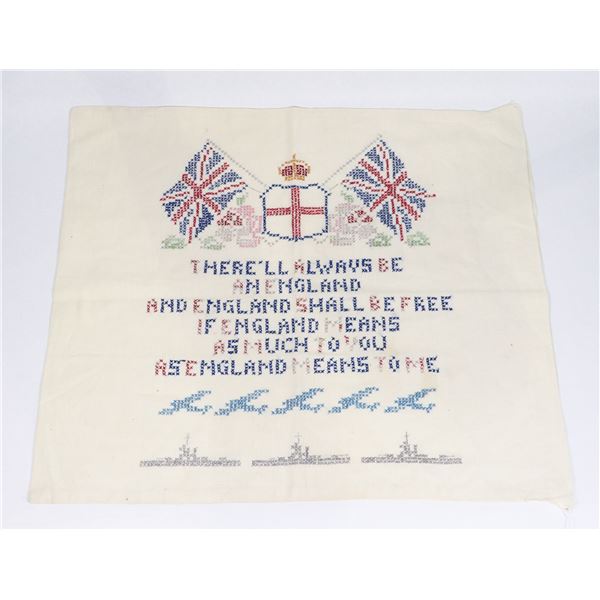 THERE'LL ALWAYS BE
AN ENGLAND
AND ENGLAND SHALL BE FREE
IF ENGLAND MEANS
AS MUCH TO YOU
AS ENGLAND MEANS TO ME